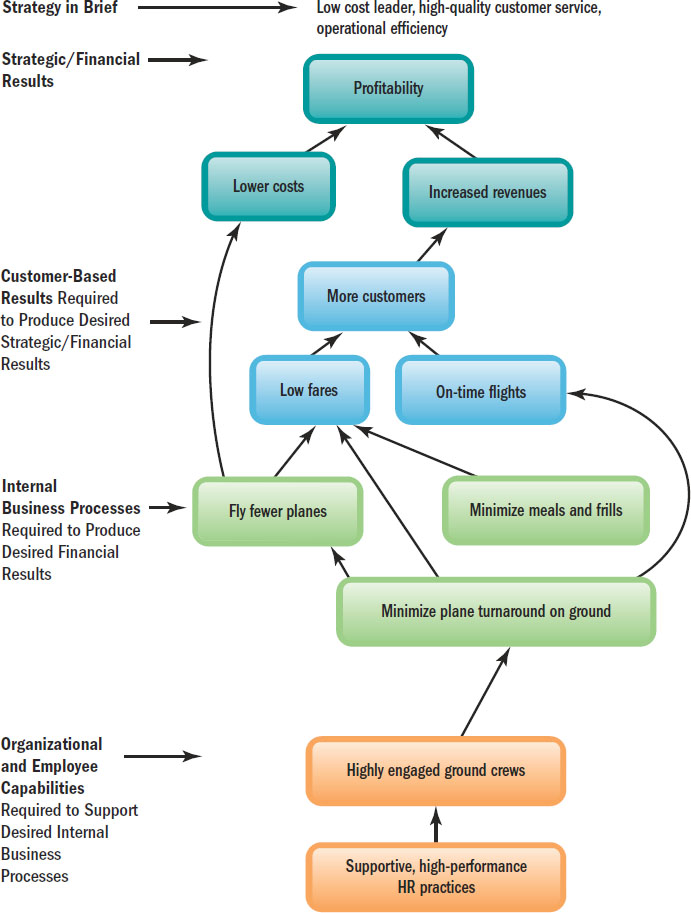 Strategy in Brief
Low cost leader, high-quality customer service,
operational efficiency
Strategic/Financial
Results
Profitability
Lower costs
Increased revenues
Customer-Based
Results Required
to Produce Desired
Strategic/Financial
Results
More customers
Low fares
On-time flights
Internal
Business Processes
Required to Produce
Desired Financial
Results
Fly fewer planes
Minimize meals and frills
Minimize plane turnaround on ground
Organizational
and Employee
Capabilities
Required to Support
Desired Internal
Business
Processes
Highly engaged ground crews
Supportive, high-performance
HR practices